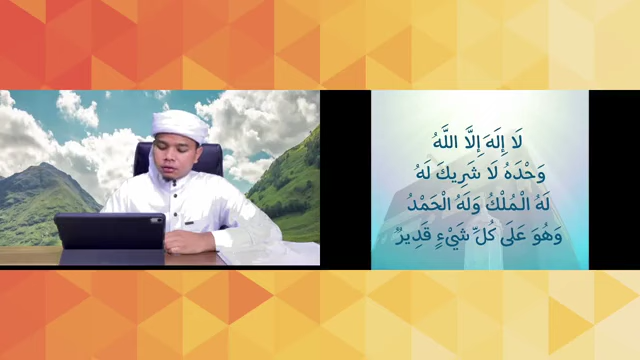 لَا إِلَهَ إِلَّا اللَّهُ
وَحْدَهُ لَا شَرِيكَ لَهُ
لَهُ الْمُلْكُ وَلَهُ الْحَمْدُ
وَهُوَ عَلَى كُلِّ شَيْءٍ قَدِيرٌ